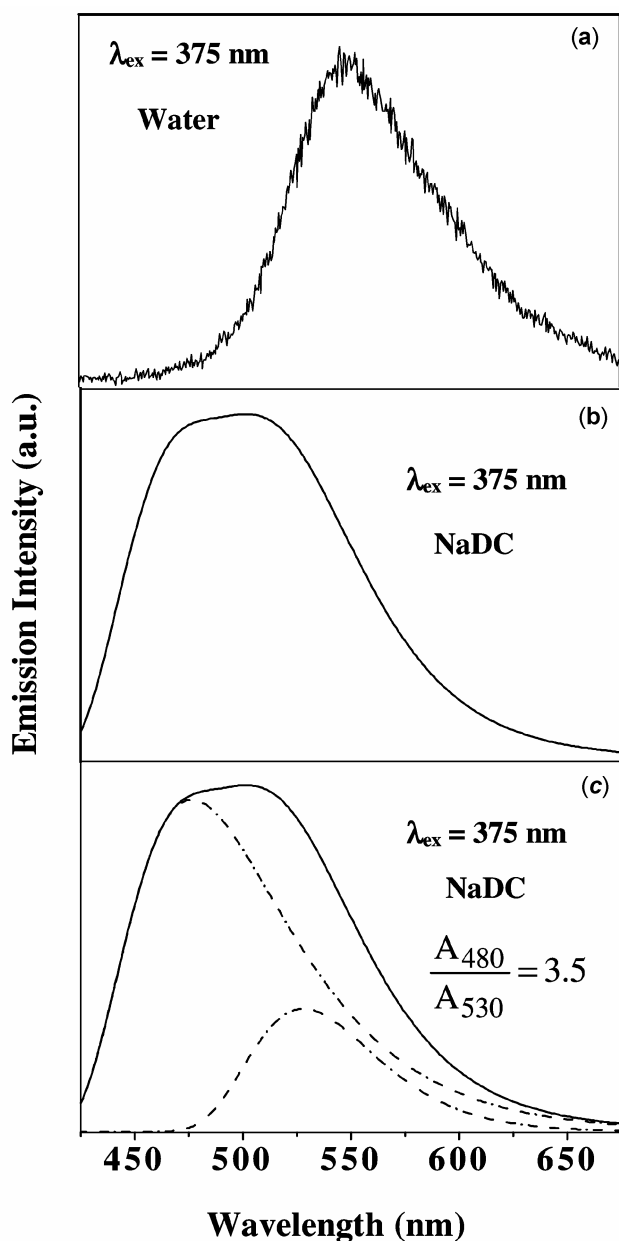 (a)
λex = 375 nm
Water
(b)
λex = 375 nm
NaDC
(c)
λex = 375 nm
NaDC
A480
A530
= 3.5
Emission Intensity (a.u.)
450 500 550 600 650
Wavelength (nm)